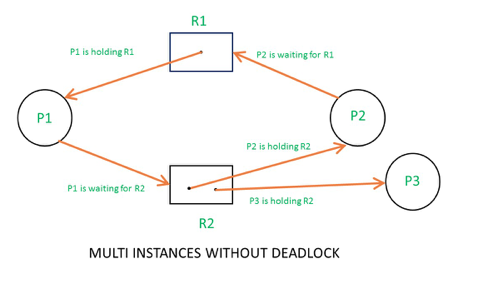 R1
P1 is holding R1
P2 is waiting for R1
P1
P2
P2 is holding R2
P3
P1 is waiting for R2
P3 is holding R2
R2
MULTI INSTANCES WITHOUT DEADLOCK